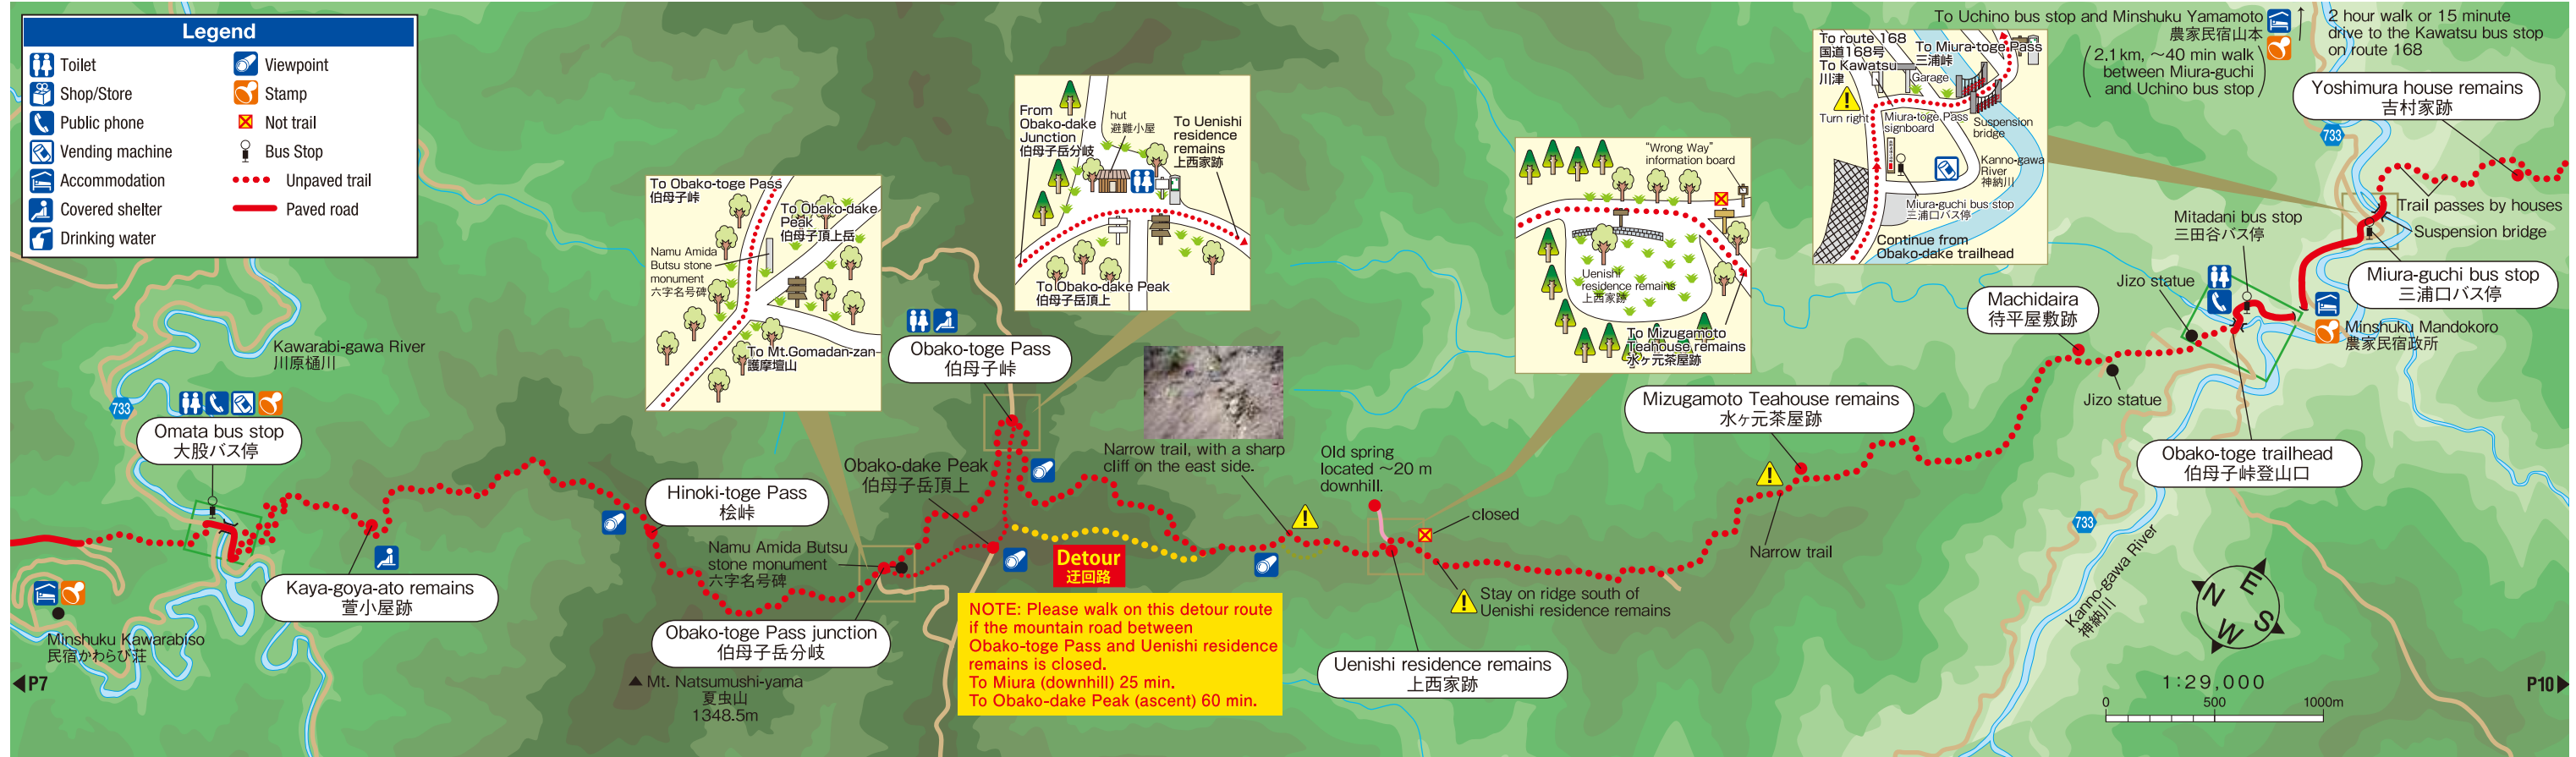 Legend
Toilet
Shop/Store
Public phone
Vending machine
Accommodation
Covered shelter
Drinking water
Viewpoint
Stamp
Not trail
Bus Stop
Unpaved trail
Paved road
Kawarabi-gawa River
川原樋川
733
Omata bus stop
大股バス停
Kaya-goya-ato remains
萱小屋跡
Minshuku Kawarabiso
民宿かわらび荘
◀P7
Hinoki-toge Pass
桧峠
To Obako-toge Pass
伯母子峠
To Obako-dake
Peak
伯母子頂上岳
Namu Amida
Butsu stone
monument
六字名号碑
To Mt.Gomadan-zan
護摩壇山
Namu Amida Butsu
stone monument
六字名号碑
Obako-toge Pass junction
伯母子岳分岐
▲ Mt. Natsumushi-yama
夏虫山
1348.5m
Obako-toge Pass
伯母子峠
Obako-dake Peak
伯母子岳頂上
From
Obako-dake
Junction
伯母子岳分岐
hut
避難小屋
To Uenishi
residence
remains
上西家跡
To Obako-dake Peak
伯母子岳頂上
Detour
迂回路
NOTE: Please walk on this detour route
if the mountain road between
Obako-toge Pass and Uenishi residence
remains is closed.
To Miura (downhill) 25 min.
To Obako-dake Peak (ascent) 60 min.
Narrow trail, with a sharp
cliff on the east side.
Old spring
located ～20 m
downhill.
closed
Stay on ridge south of
Uenishi residence remains
Uenishi residence remains
上西家跡
"Wrong Way"
information board
Uenishi
residence remains
上西家跡
To Mizugamoto
Teahouse remains
水ヶ元茶屋跡
Mizugamoto Teahouse remains
水ヶ元茶屋跡
Narrow trail
Machidaira
待平屋敷跡
Jizo statue
Jizo statue
Mitadani bus stop
三田谷バス停
Obako-toge trailhead
伯母子峠登山口
Minshuku Mandokoro
農家民宿政所
Miura-guchi bus stop
三浦口バス停
Suspension bridge
Trail passes by houses
733
Yoshimura house remains
吉村家跡
To Uchino bus stop and Minshuku Yamamoto
農家民宿山本
(2.1 km, ～40 min walk
between Miura-guchi
and Uchino bus stop)
2 hour walk or 15 minute
drive to the Kawatsu bus stop
on route 168
To route 168
国道168号
To Kawatsu
川津
To Miura-toge Pass
三浦峠
Garage
Turn right
Miura-toge Pass
signboard
Suspension
bridge
Kanno-gawa
River
神納川
Miura-guchi bus stop
三浦口バス停
Continue from
Obako-dake trailhead
733
Kanno-gawa River
神納川
N
E
S
W
1:29,000
0 500 1000m
P10▶